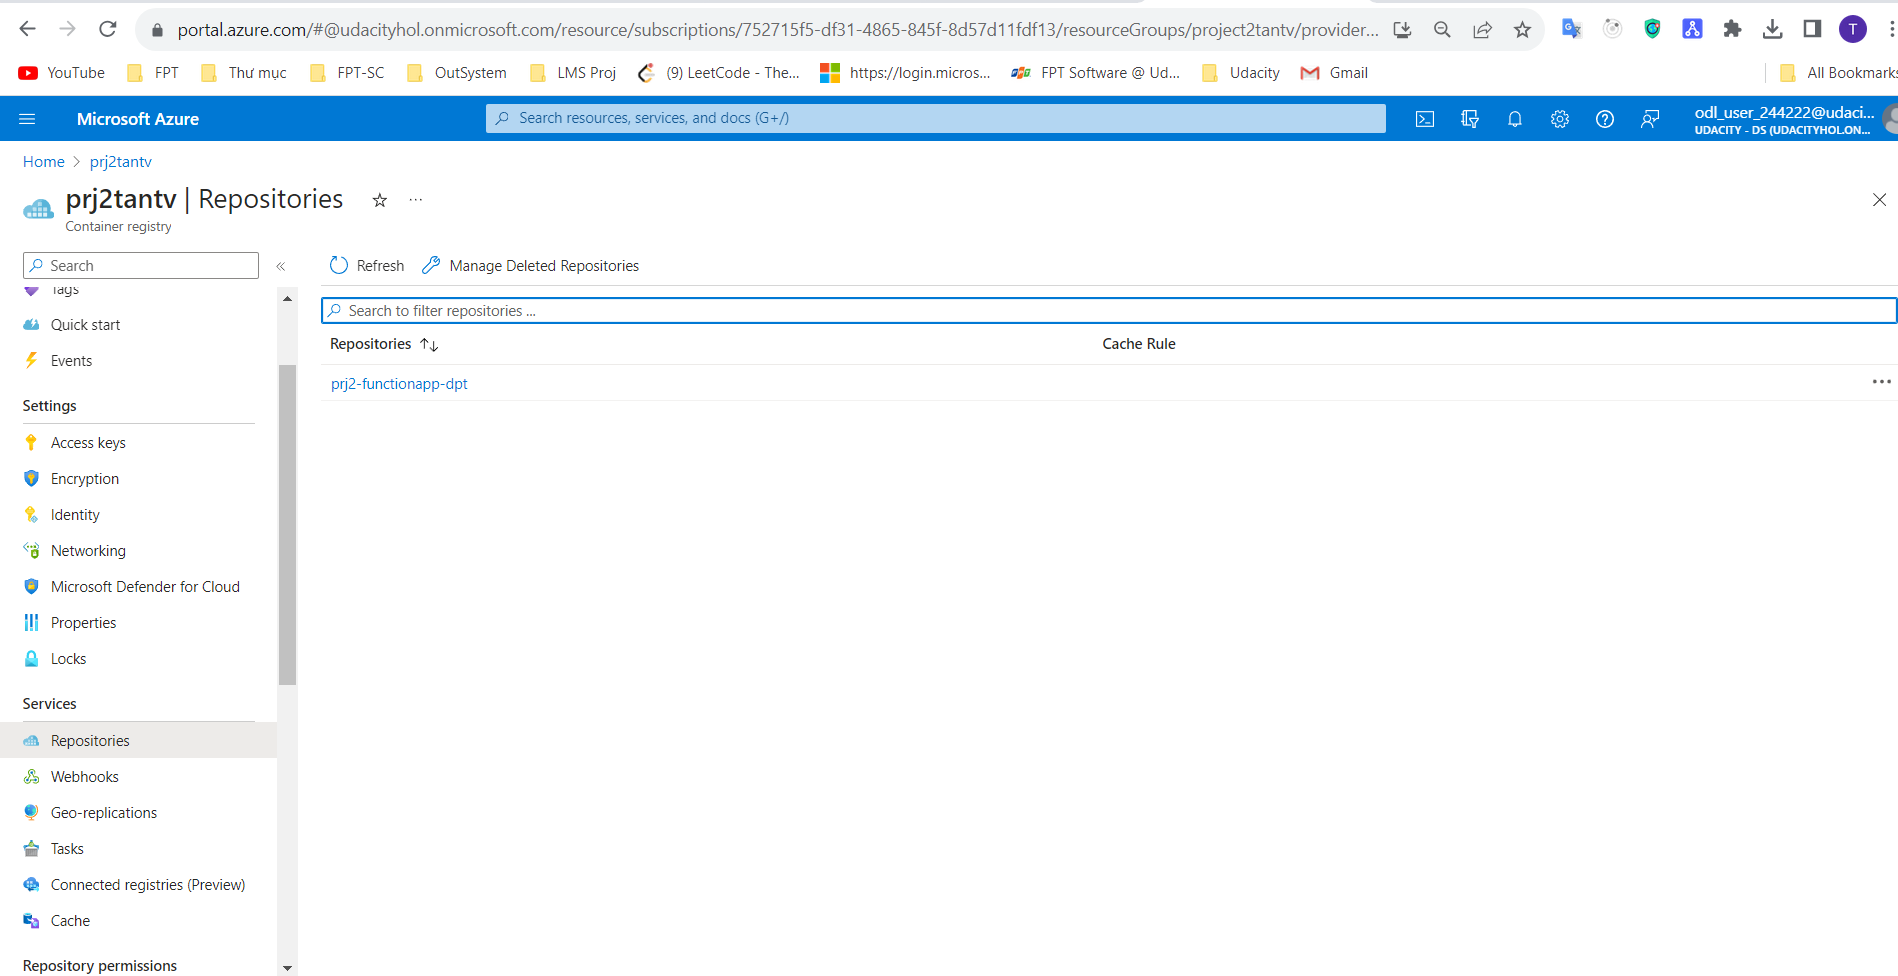 portal.azure.com/#@udacityhol.onmicrosoft.com/resource/subscriptions/752715f5-df31-4865-845f-8d57d11fdf13/resourceGroups/project2tantv/provider...
T
YouTube FPT Thư mục FPT-SC OutSystem LMS Proj (9) LeetCode - The... https://login.micros... FPT Software @ Ud... Udacity Gmail All Bookmarks
Microsoft Azure Search resources, services, and docs (G+/) odl_user_244222@udaci...
UDACITY - DS (UDACITYHOL.ON...
Home > prj2tantv
prj2tantv | Repositories ☆ ...
Container registry
Search « Refresh Manage Deleted Repositories
Tags
Search to filter repositories ...
Quick start
Repositories ↑↓ Cache Rule
Events
prj2-functionapp-dpt ...
Settings
Access keys
Encryption
Identity
Networking
Microsoft Defender for Cloud
Properties
Locks
Services
Repositories
Webhooks
Geo-replications
Tasks
Connected registries (Preview)
Cache
Repository permissions